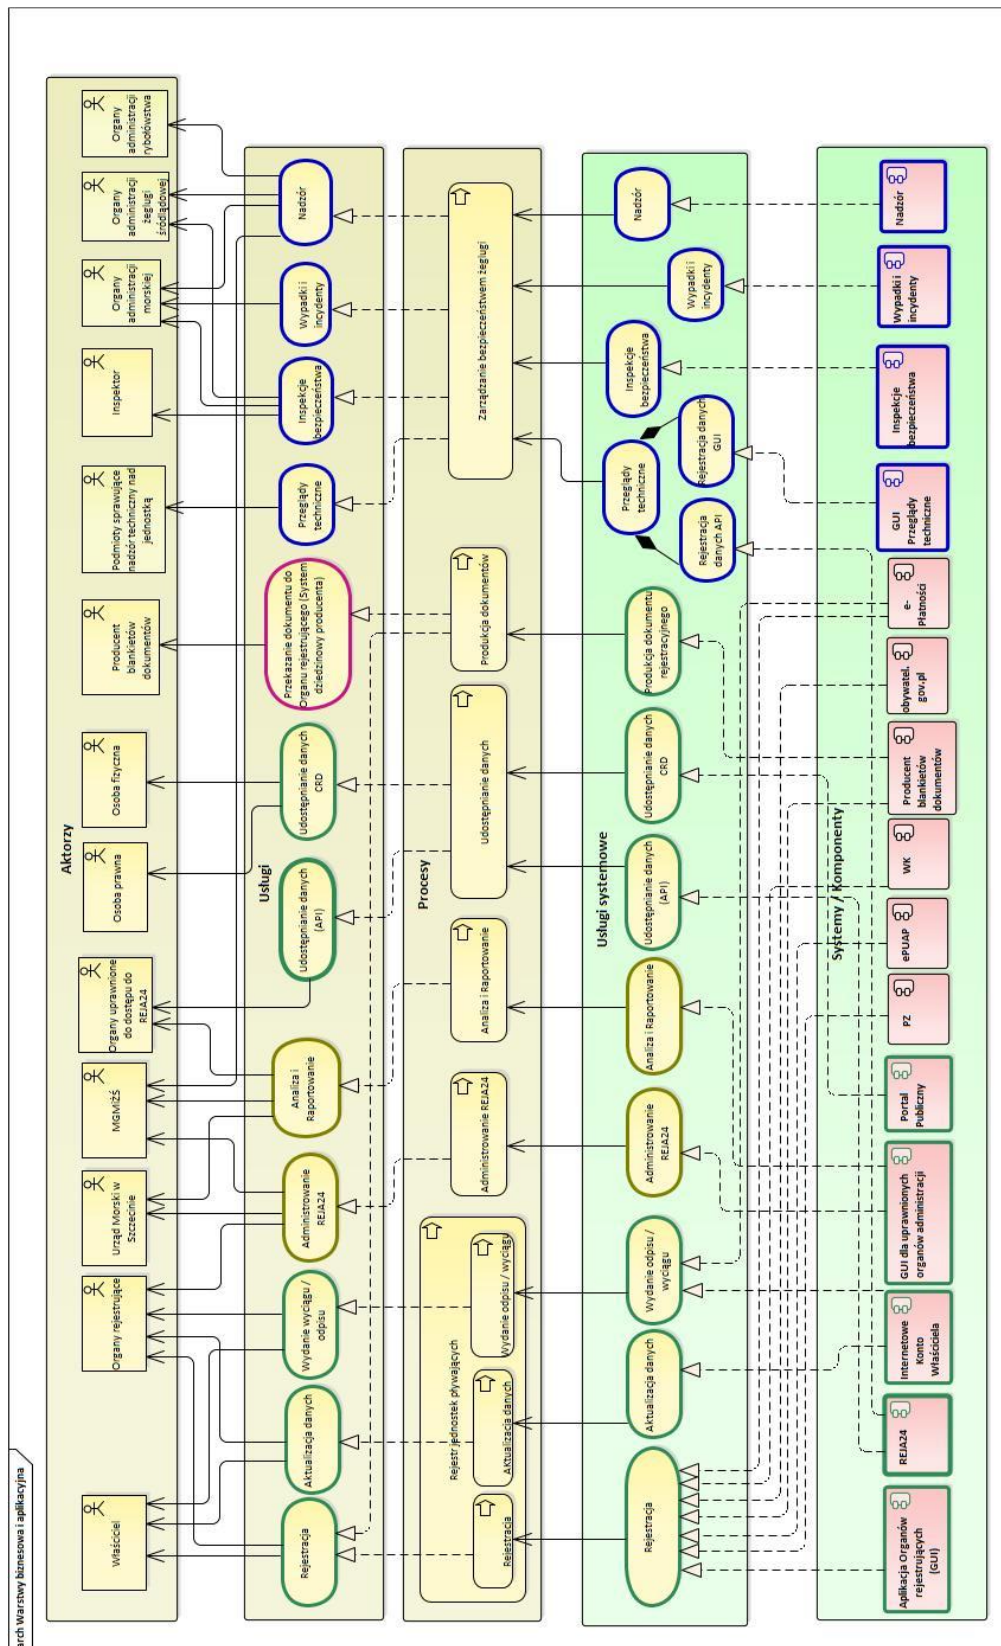 arch Warstwy biznesowa i aplikacyjna
Aktorzy
Właściciel
Organy rejestrujące
Urząd Morski w
Szczecinie
MGMiŻŚ
Organy uprawnione
do dostępu do
REJA24
Osoba prawna
Osoba fizyczna
Producent
blankietów
dokumentów
Podmioty sprawujące
nadzór techniczny nad
jednostką
Inspektor
Organy
administracji
morskiej
Organy
administracji
żeglugi
śródlądowej
Organy
administracji
rybołówstwa
Usługi
Rejestracja
Aktualizacja danych
Wydanie wyciągu /
odpisu
Administrowanie
REJA24
Analiza i
Raportowanie
Udostępnianie danych
(API)
Udostępnianie danych
CRD
Przekazanie dokumentu do
Organu rejestrującego (System
dziedzinowy producenta)
Przeglądy
techniczne
Inspekcje
bezpieczeństwa
Wypadki i
incydenty
Nadzór
Procesy
Rejestr jednostek pływających
Rejestracja
AKtualizacja danych
Wydanie odpisu / wyciągu
Administrowanie REJA24
Analiza i Raportowanie
Udostępnianie danych
Produkcja dokumentów
Zarządzanie bezpieczeństwem żeglugi
Usługi systemowe
Rejestracja
Aktualizacja danych
Wydanie odpisu /
wyciągu
Administrowanie
REJA24
Analiza i Raportowanie
Udostępnianie danych
(API)
Udostępnianie danych
CRD
Produkcja dokumentu
rejestracyjnego
Rejestracja
danych API
Przeglądy
techniczne
Rejestracja danych
GUI
Inspekcje
bezpieczeństwa
Wypadki i
incydenty
Nadzór
Systemy / Komponenty
Aplikacja Organów
rejestrujących
(GUI)
REJA24
Internetowe
Konto
Właściciela
GUI dla uprawnionych
organów administracji
Portal
Publiczny
PZ
ePUAP
WK
Producent
blankietów
dokumentów
obywatel.
gov.pl
e-
Płatności
GUI
Przeglądy
techniczne
Inspekcje
bezpieczeństwa
Wypadki i
incydenty
Nadzór